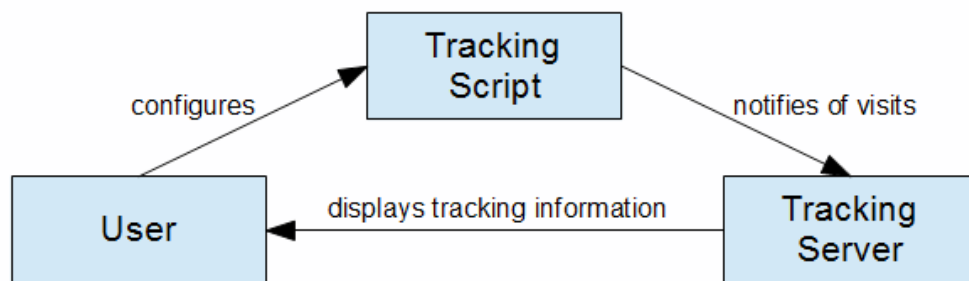 Tracking
Script
configures
notifies of visits
User
displays tracking information
Tracking
Server